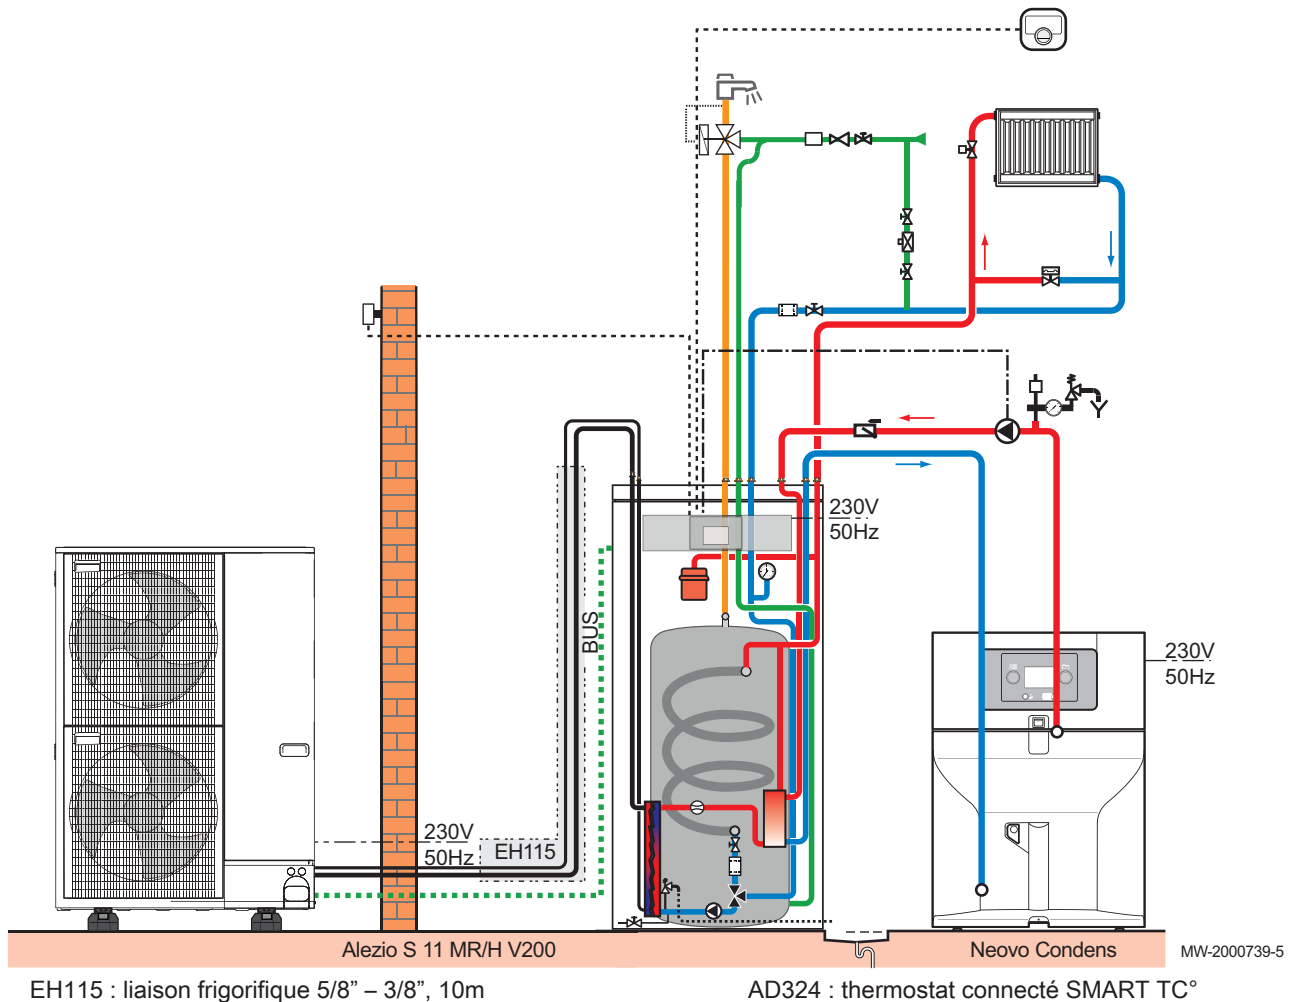 230V
50Hz
BUS
230V
50Hz
230V
50Hz
EH115
Alezio S 11 MR/H V200
Neovo Condens
MW-2000739-5
EH115 : liaison frigorifique 5/8” – 3/8”, 10m
AD324 : thermostat connecté SMART TC°